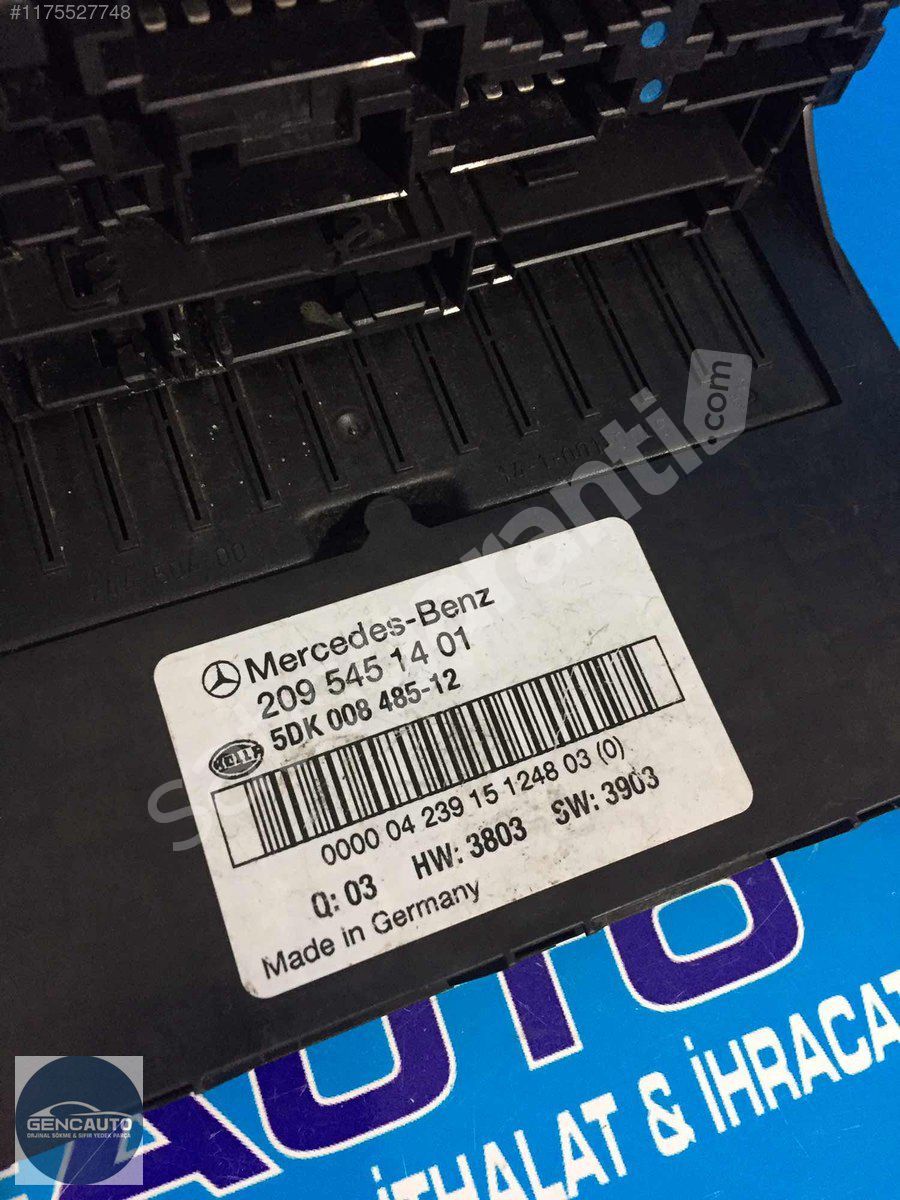 #1175527748
Mercedes-Benz
209 545 14 01
5DK 008 485-12
HELLA
0000 04 239 15 1248 03 (0)
Q: 03 HW: 3803 SW: 3903
Made in Germany
AUTO
İTHALAT & İHRACAT
GENCAUTO
ORJİNAL SÖKME & SIFIR YEDEK PARÇA
.com